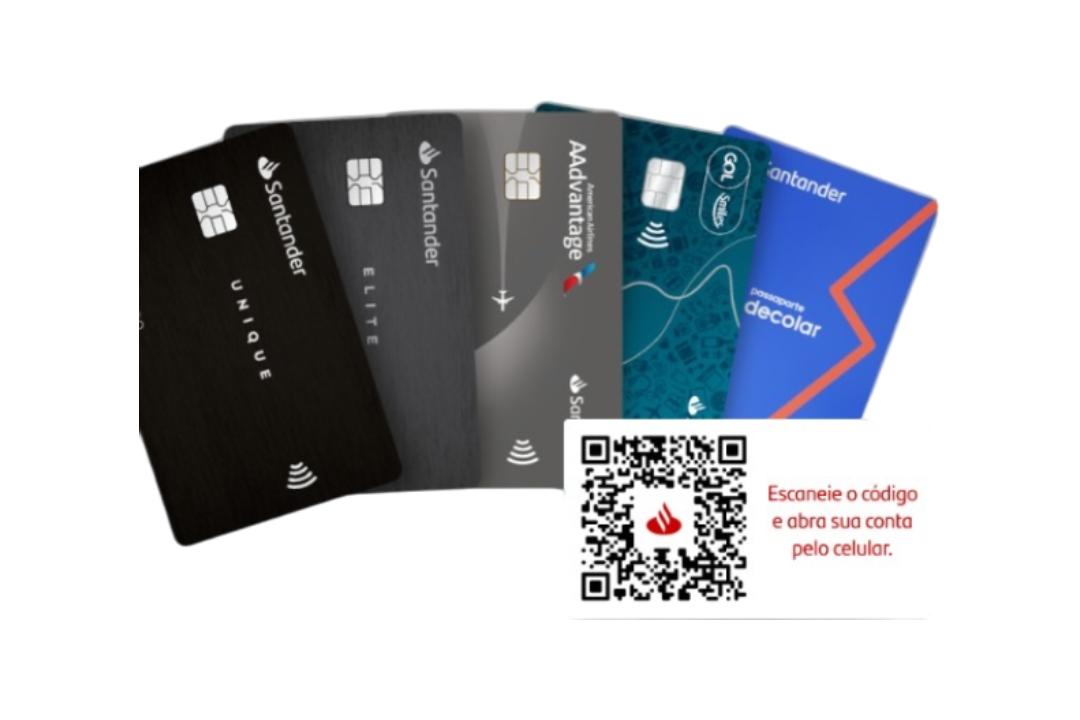 Santander
UNIQUE
Santander
ELITE
American Airlines
AAdvantage
San
GOL
Smiles
Santander
passaporte
decolar
Escaneie o código
e abra sua conta
pelo celular.